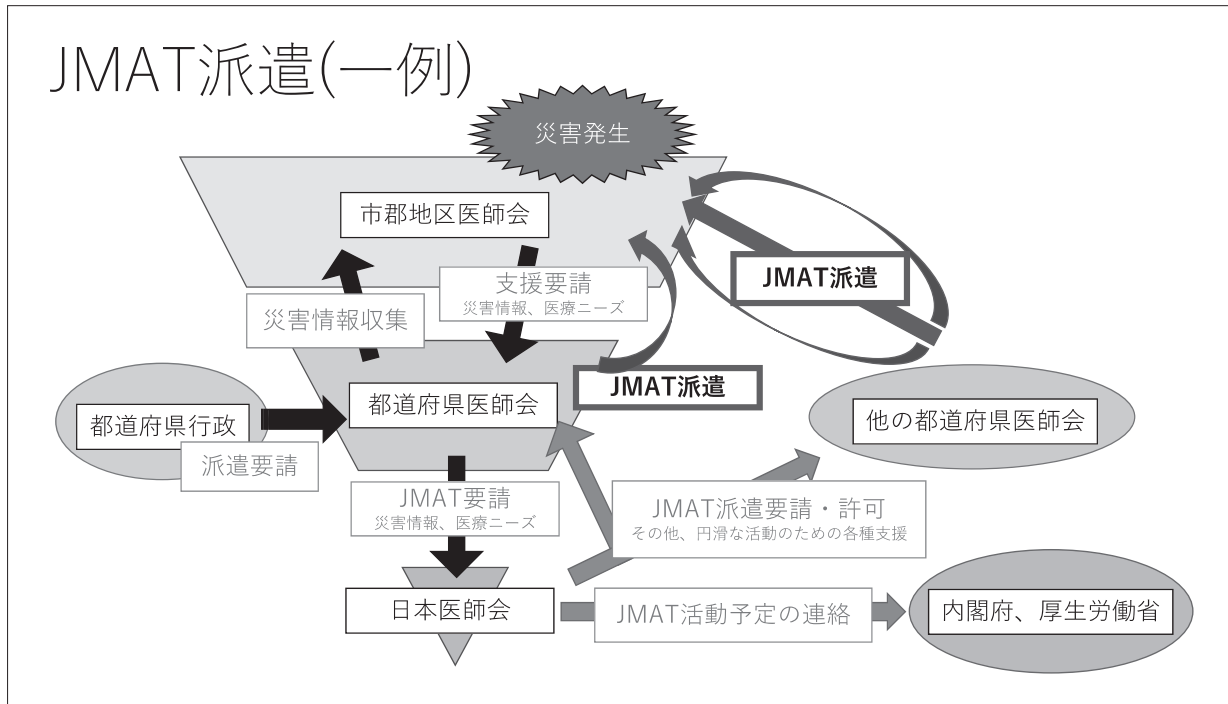 JMAT派遣(一例)
災害発生
市郡地区医師会
支援要請
災害情報、医療ニーズ
災害情報収集
JMAT派遣
JMAT派遣
都道府県医師会
都道府県行政
派遣要請
他の都道府県医師会
JMAT要請
災害情報、医療ニーズ
JMAT派遣要請・許可
その他、円滑な活動のための各種支援
日本医師会
JMAT活動予定の連絡
内閣府、厚生労働省